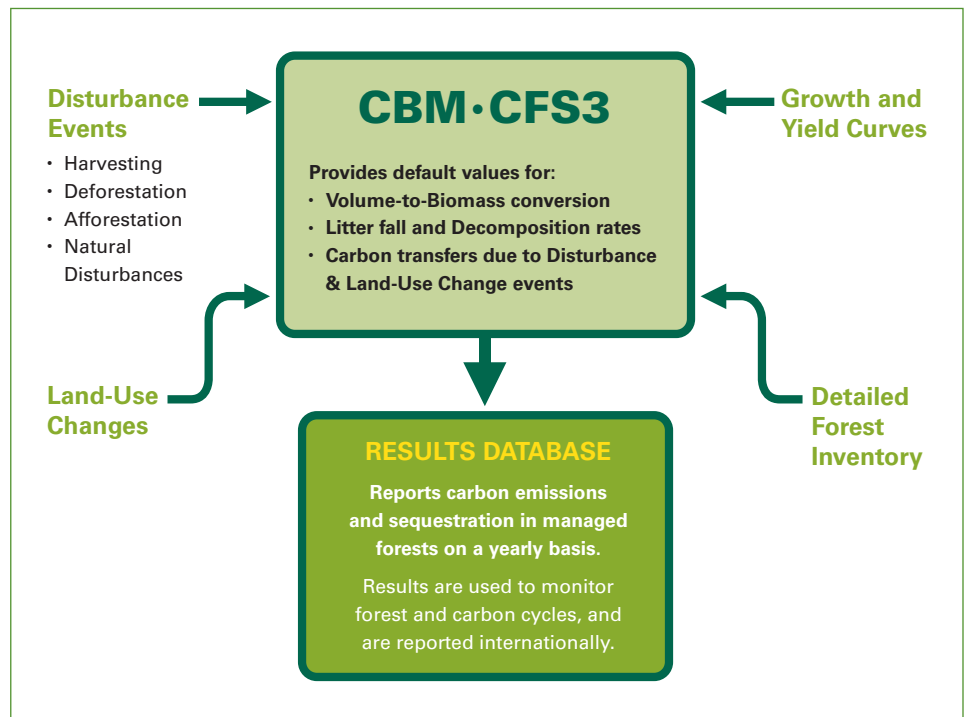 Disturbance
Events
• Harvesting
• Deforestation
• Afforestation
• Natural
Disturbances
Land-Use
Changes
CBM•CFS3
Provides default values for:
• Volume-to-Biomass conversion
• Litter fall and Decomposition rates
• Carbon transfers due to Disturbance
& Land-Use Change events
Growth and
Yield Curves
Detailed
Forest
Inventory
RESULTS DATABASE
Reports carbon emissions
and sequestration in managed
forests on a yearly basis.
Results are used to monitor
forest and carbon cycles, and
are reported internationally.